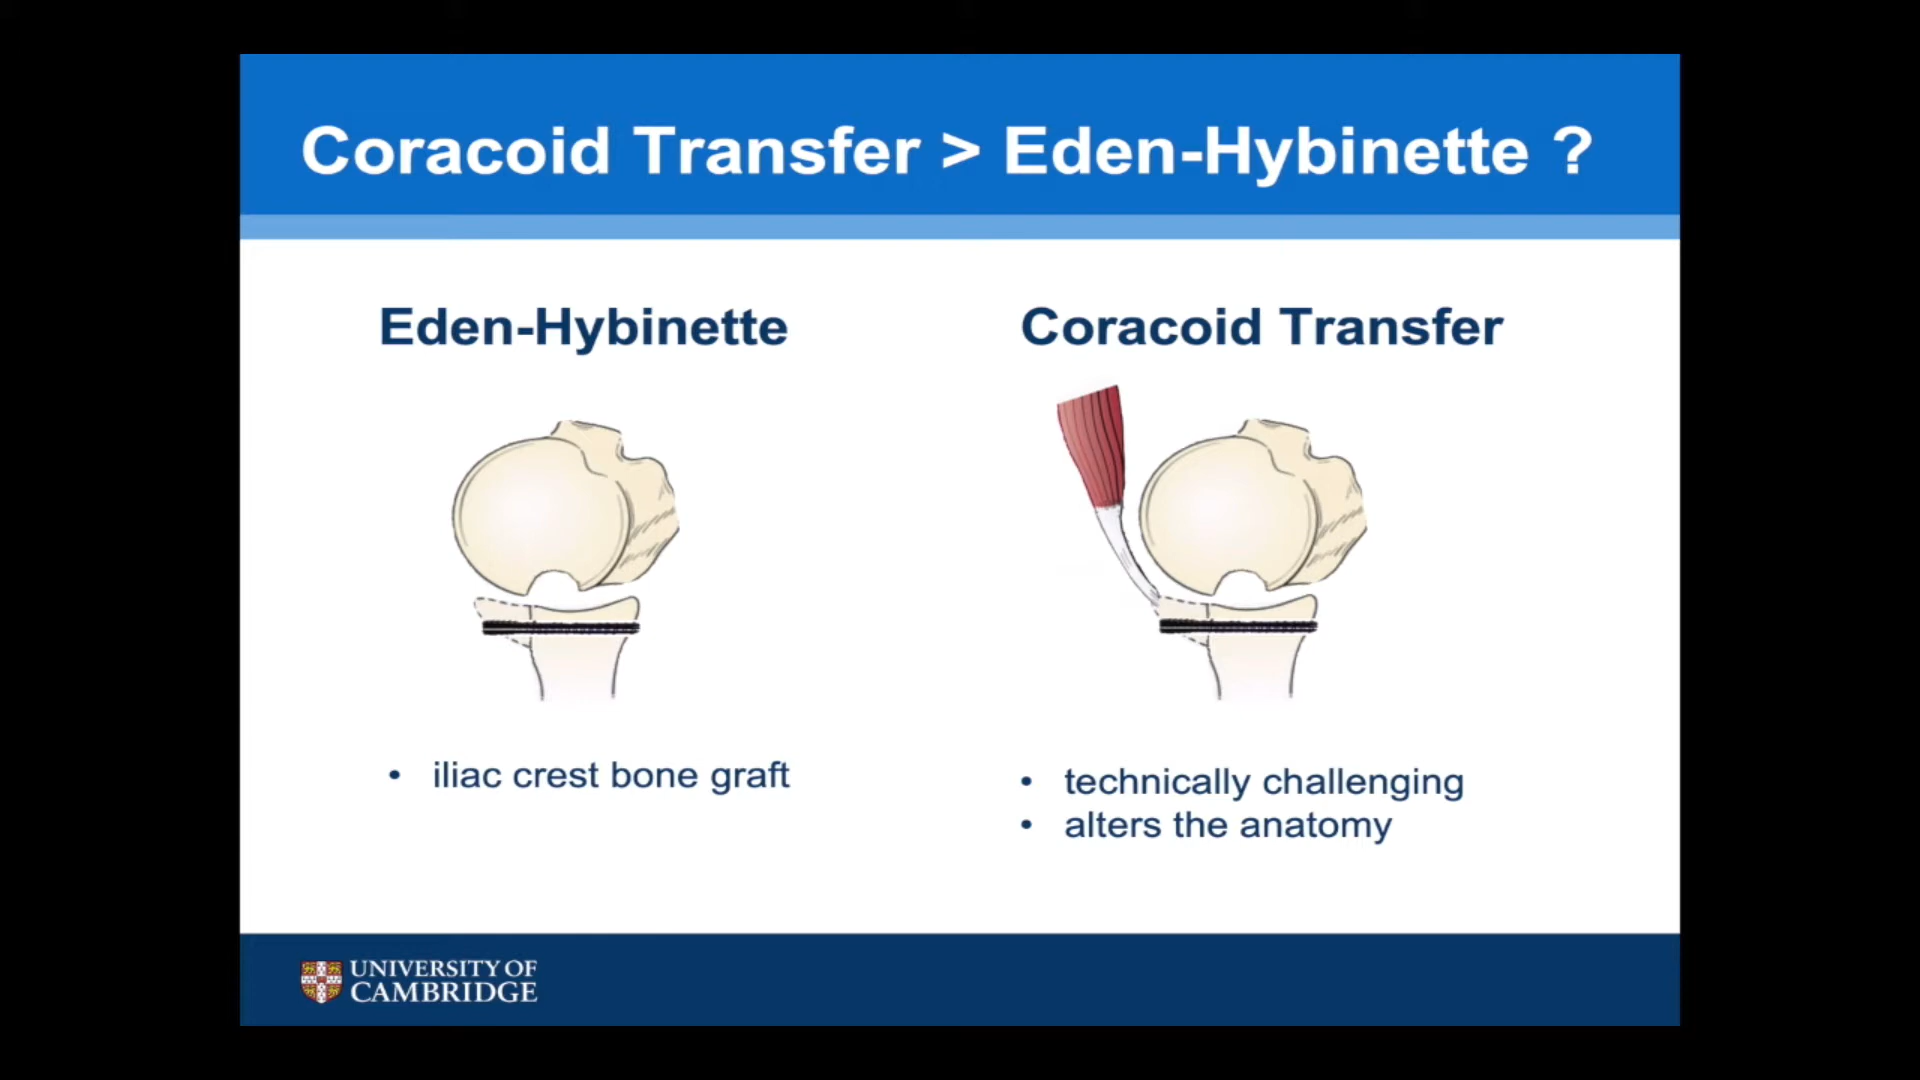 Coracoid Transfer > Eden-Hybinette ?
Eden-Hybinette
Coracoid Transfer
• iliac crest bone graft
• technically challenging
• alters the anatomy
UNIVERSITY OF
CAMBRIDGE